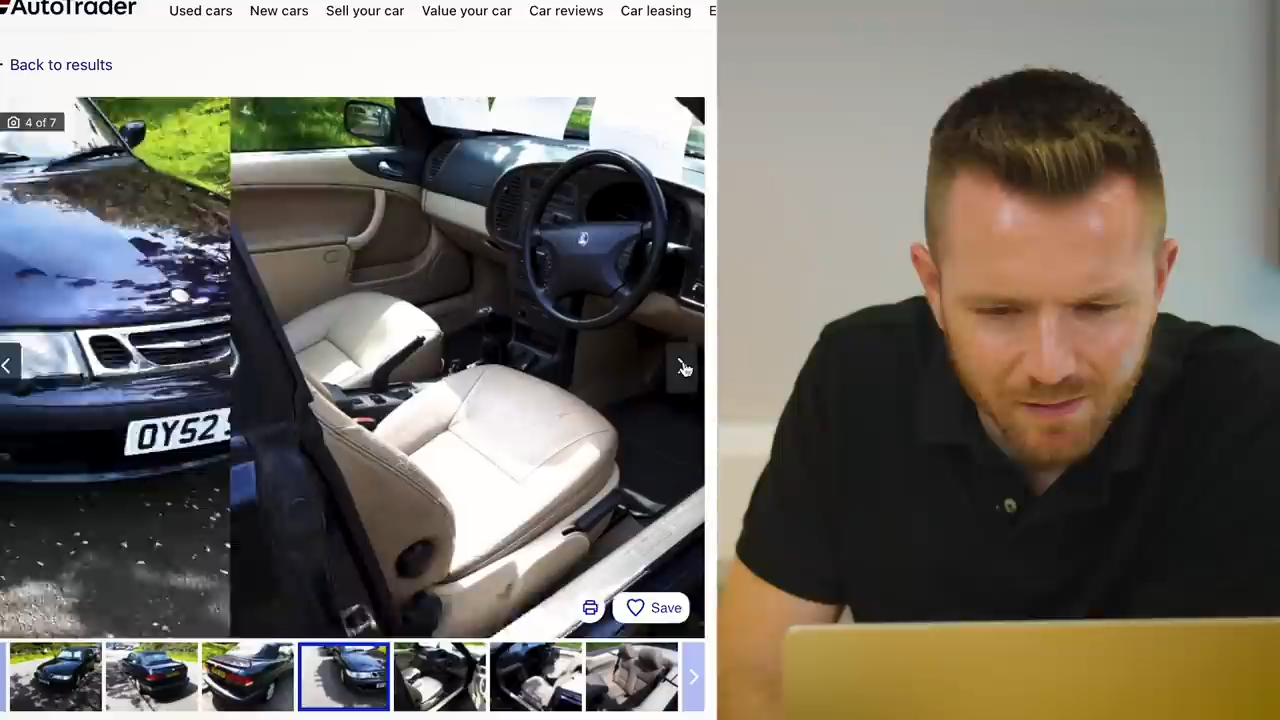 AutoTrader
Used cars New cars Sell your car Value your car Car reviews Car leasing E
Back to results
4 of 7
OY52
Save